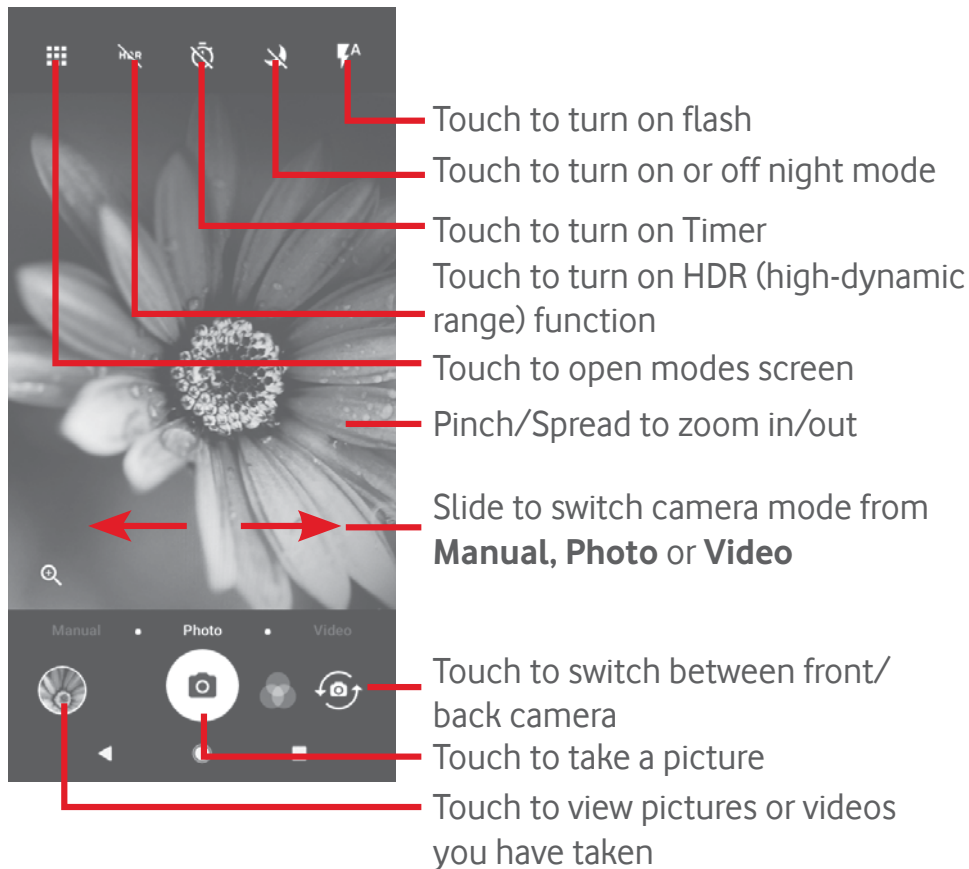 HDR
A
Touch to turn on flash
Touch to turn on or off night mode
Touch to turn on Timer
Touch to turn on HDR (high-dynamic
range) function
Touch to open modes screen
Pinch/Spread to zoom in/out
Slide to switch camera mode from
Manual, Photo or Video
Manual • Photo • Video
Touch to switch between front/
back camera
Touch to take a picture
Touch to view pictures or videos
you have taken